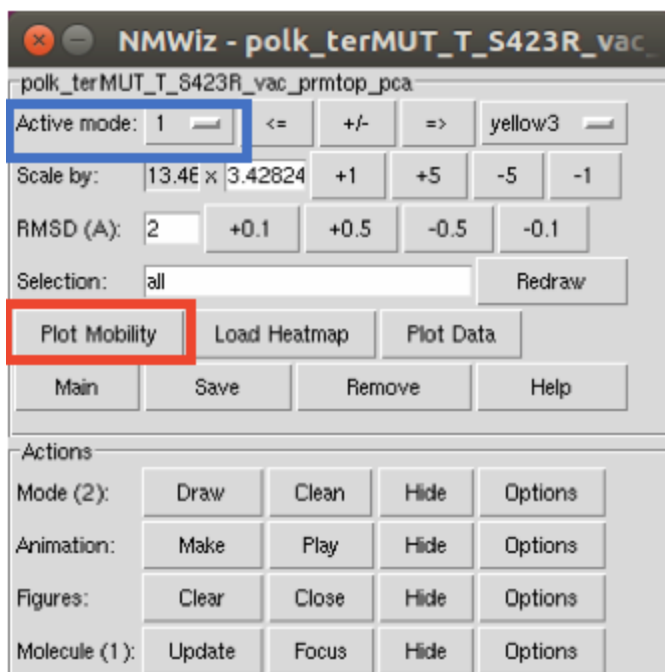 NMWiz - polk_terMUT_T_S423R_vac_
polk_terMUT_T_S423R_vac_prmtop_pca
Active mode: 1 <= +/- => yellow3
Scale by: 13.46 x 3.42824 +1 +5 -5 -1
RMSD (A): 2 +0.1 +0.5 -0.5 -0.1
Selection: all Redraw
Plot Mobility Load Heatmap Plot Data
Main Save Remove Help
Actions
Mode (2): Draw Clean Hide Options
Animation: Make Play Hide Options
Figures: Clear Close Hide Options
Molecule (1): Update Focus Hide Options